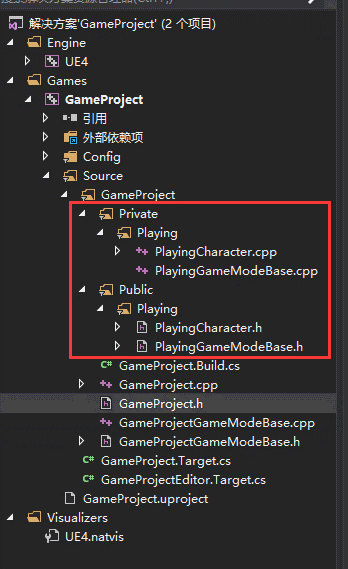 解决方案'GameProject' (2 个项目)
Engine
UE4
Games
GameProject
引用
外部依赖项
Config
Source
GameProject
Private
Playing
PlayingCharacter.cpp
PlayingGameModeBase.cpp
Public
Playing
PlayingCharacter.h
PlayingGameModeBase.h
GameProject.Build.cs
GameProject.cpp
GameProject.h
GameProjectGameModeBase.cpp
GameProjectGameModeBase.h
GameProject.Target.cs
GameProjectEditor.Target.cs
GameProject.uproject
Visualizers
UE4.natvis